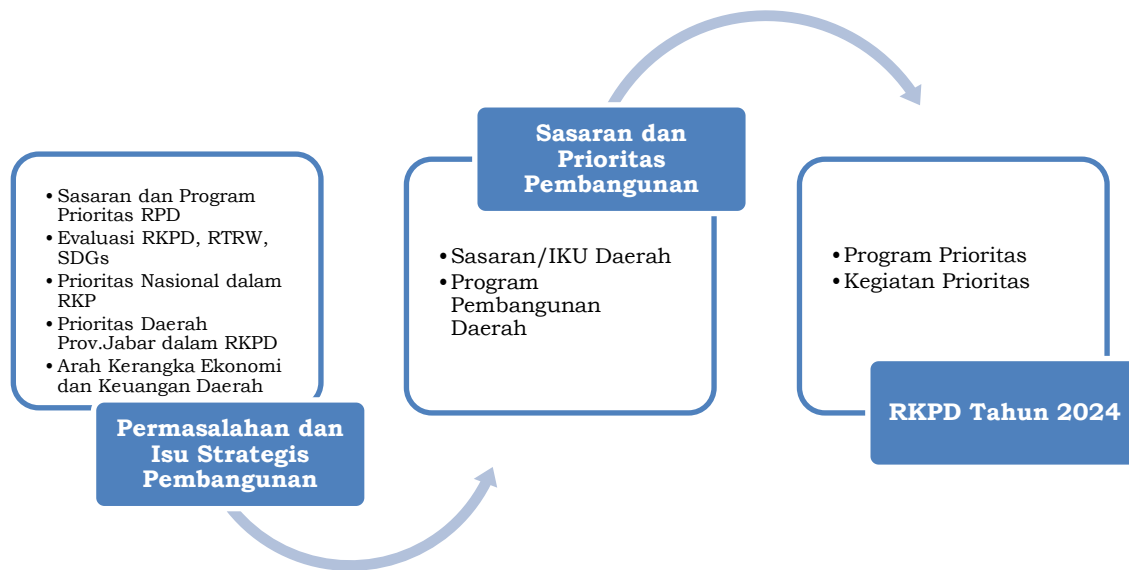 • Sasaran dan Program
Prioritas RPD
• Evaluasi RKPD, RTRW,
SDGs
• Prioritas Nasional dalam
RKP
• Prioritas Daerah
Prov.Jabar dalam RKPD
• Arah Kerangka Ekonomi
dan Keuangan Daerah
Permasalahan dan
Isu Strategis
Pembangunan
Sasaran dan
Prioritas
Pembangunan
• Sasaran/IKU Daerah
• Program
Pembangunan
Daerah
• Program Prioritas
• Kegiatan Prioritas
RKPD Tahun 2024